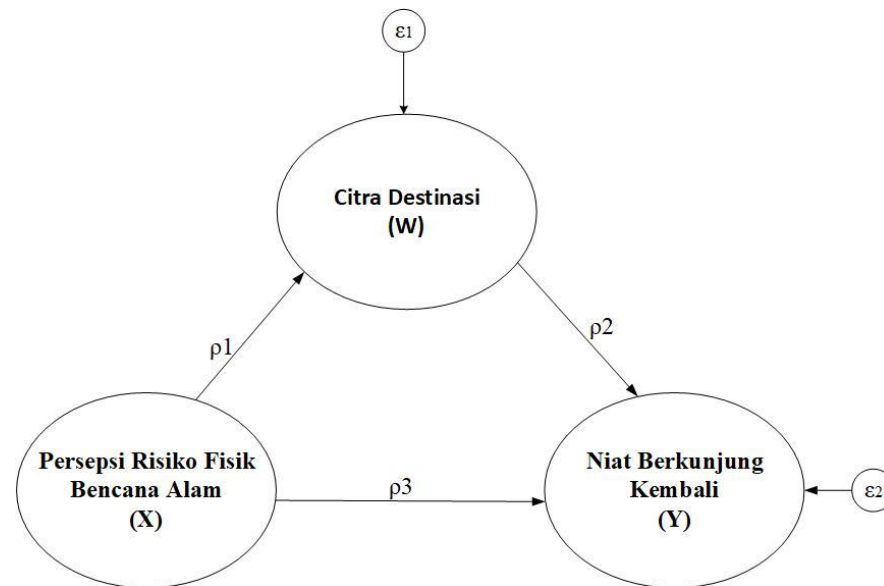 ε1
Citra Destinasi
(W)
ρ1
ρ2
Persepsi Risiko Fisik
Bencana Alam
(X)
ρ3
Niat Berkunjung
Kembali
(Y)
ε2